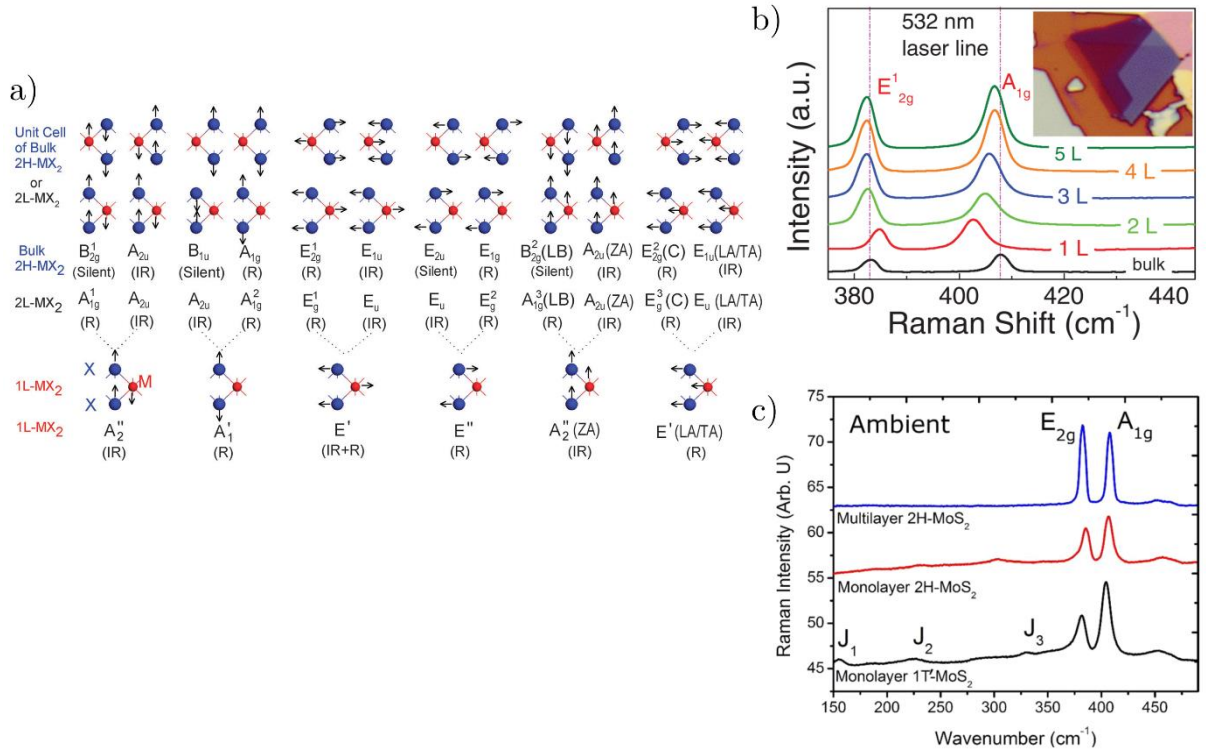 a)
Unit Cell
of Bulk
2H-MX₂
or
2L-MX₂
Bulk
2H-MX₂
B¹₂g A₂u B₁u A₁g E¹₂g E₁u E₂u E₁g B²₂g(LB) A₂u(ZA) E²₂g(C) E₁u(LA/TA)
(Silent) (IR) (Silent) (R) (R) (IR) (Silent) (R) (Silent) (IR) (R) (IR)
2L-MX₂ A¹₁g A₂u A₂u A²₁g E¹g Eu Eu E²g A³₁g(LB) A₂u(ZA) E³g(C) Eu (LA/TA)
(R) (IR) (IR) (R) (R) (IR) (IR) (R) (R) (IR) (R) (IR)
X
M
1L-MX₂
X
1L-MX₂ A₂'' A₁' E' E'' A₂''(ZA) E'(LA/TA)
(IR) (R) (IR+R) (R) (IR) (R)
b)
532 nm
laser line
E¹₂g
A₁g
5 L
4 L
3 L
2 L
1 L
bulk
Intensity (a.u.)
380 400 420 440
Raman Shift (cm⁻¹)
c)
Ambient
E₂g
A₁g
Multilayer 2H-MoS₂
Monolayer 2H-MoS₂
J₁
J₂
J₃
Monolayer 1T'-MoS₂
Raman Intensity (Arb. U)
75
70
65
60
55
50
45
150 200 250 300 350 400 450
Wavenumber (cm⁻¹)